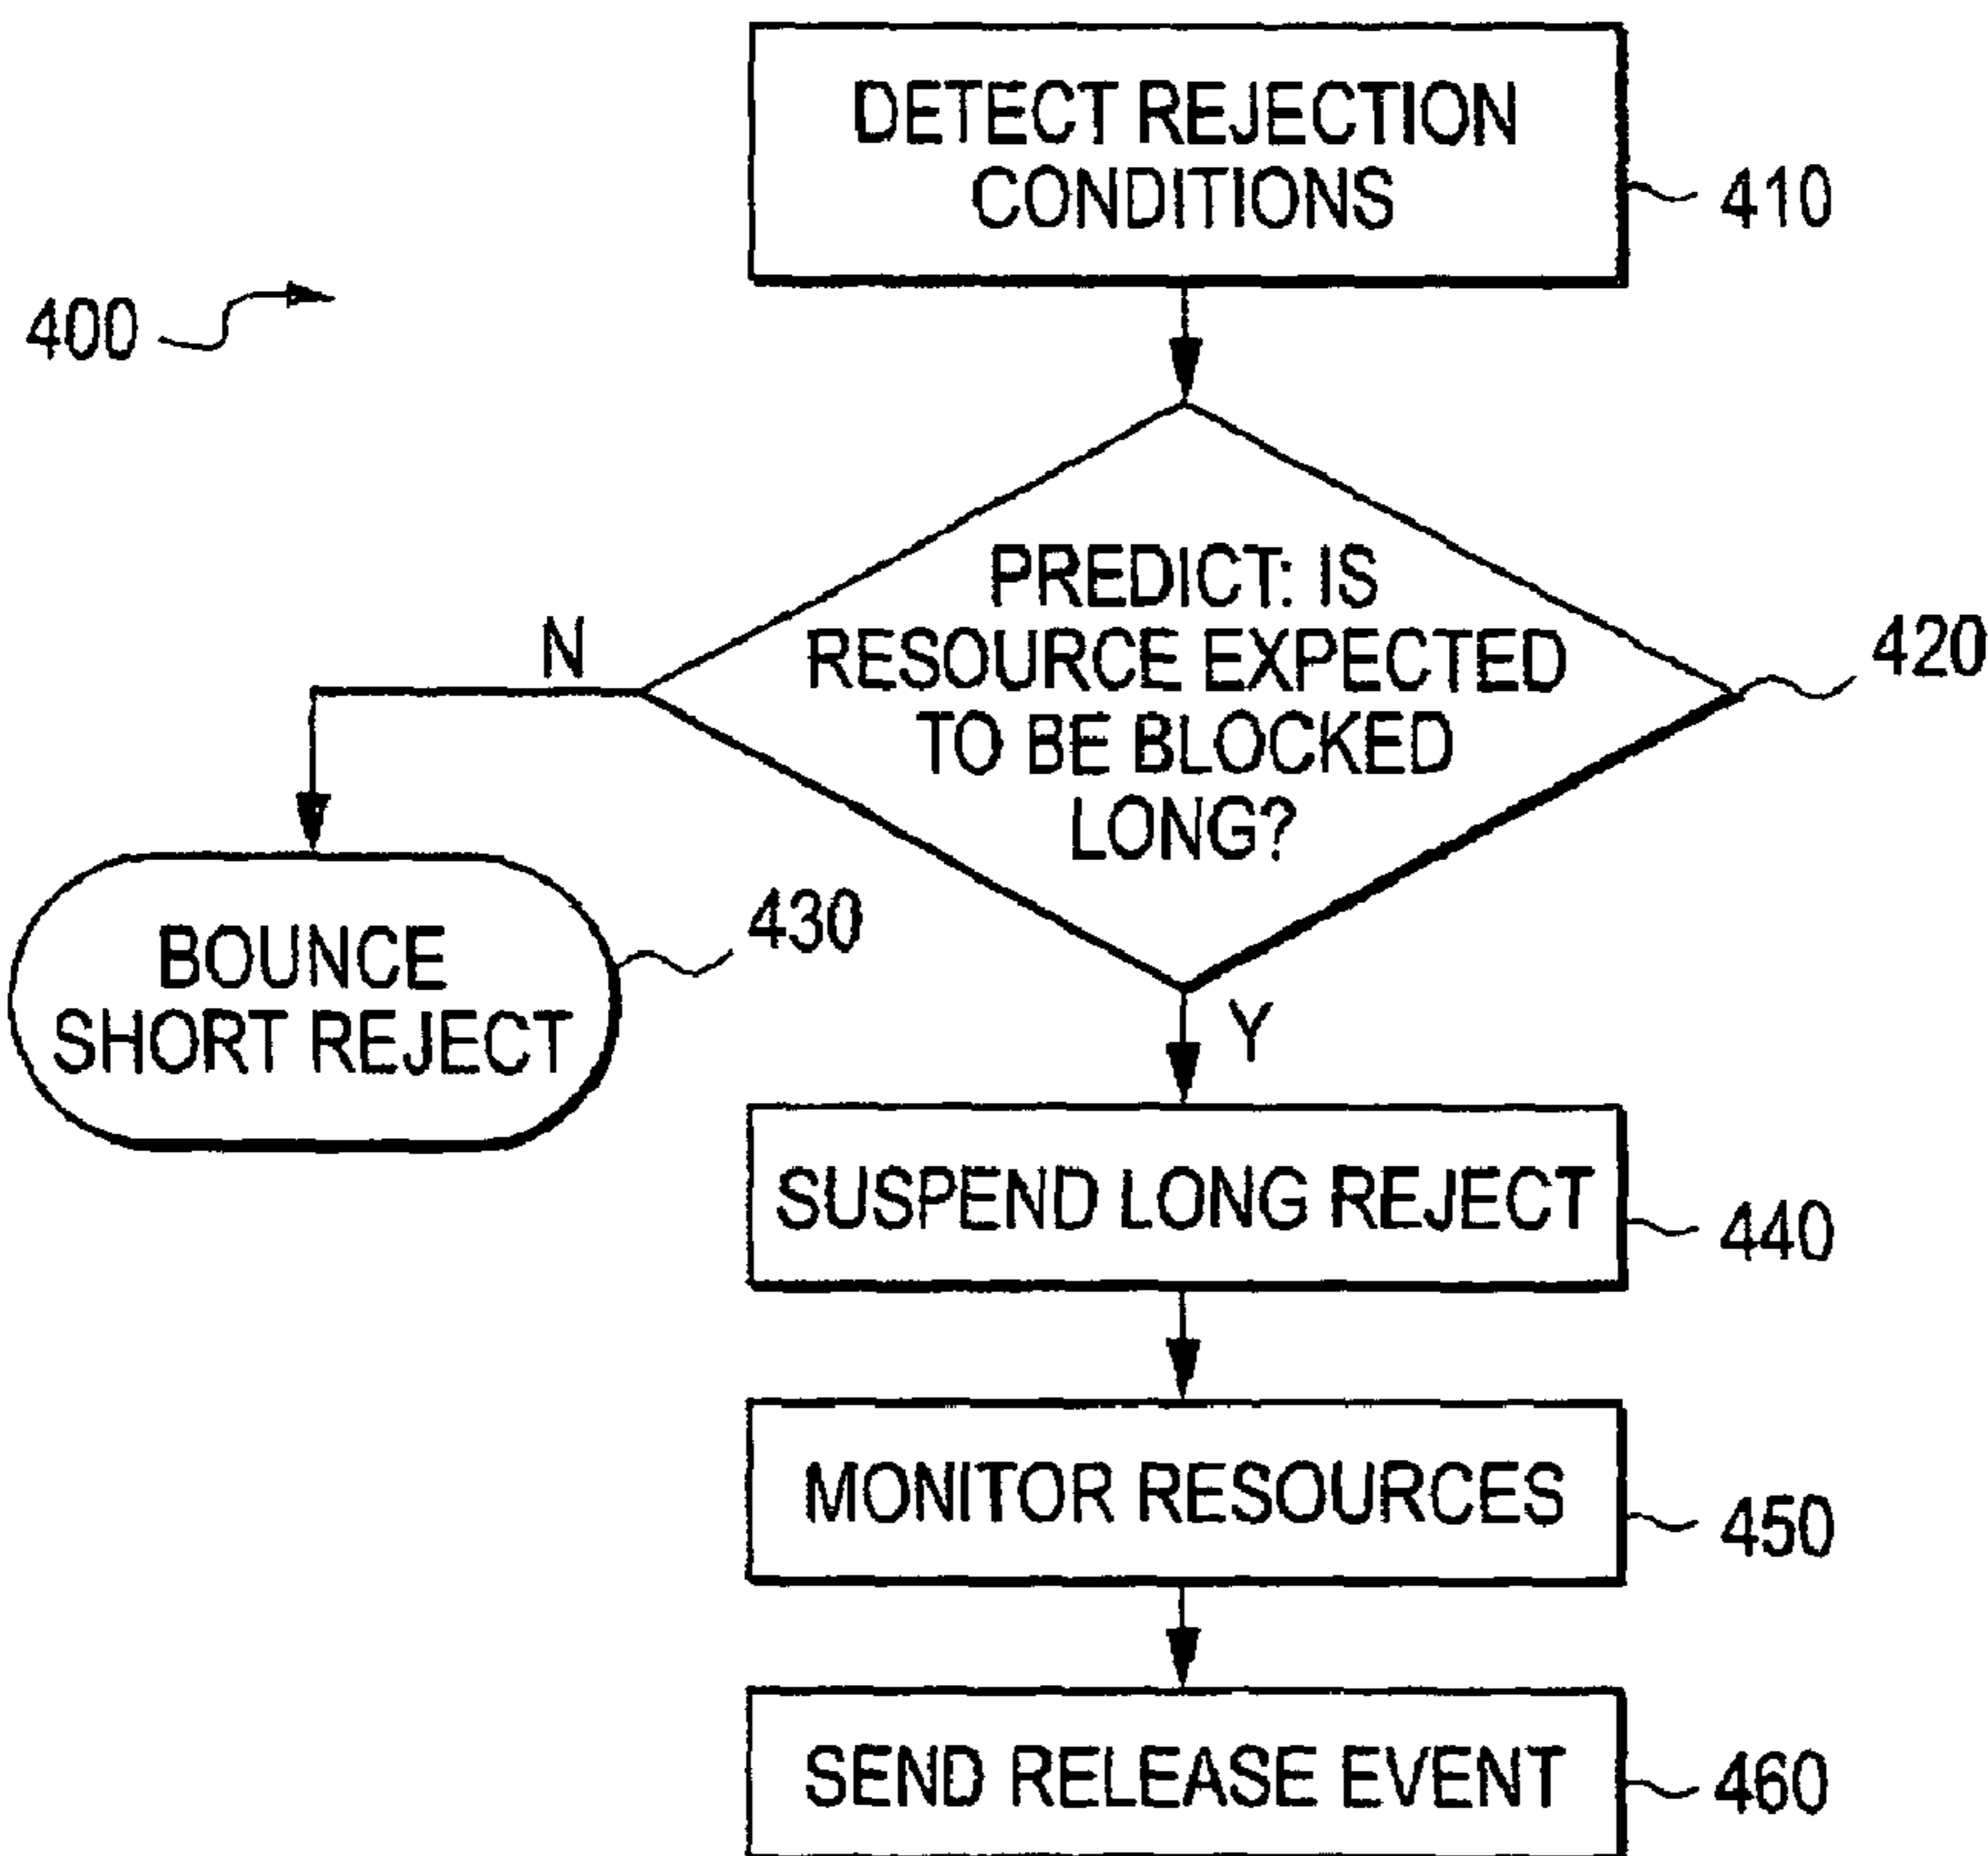 DETECT REJECTION
CONDITIONS
410
400
PREDICT: IS
RESOURCE EXPECTED
TO BE BLOCKED
LONG?
420
N
430
BOUNCE
SHORT REJECT
Y
SUSPEND LONG REJECT
440
MONITOR RESOURCES
450
SEND RELEASE EVENT
460